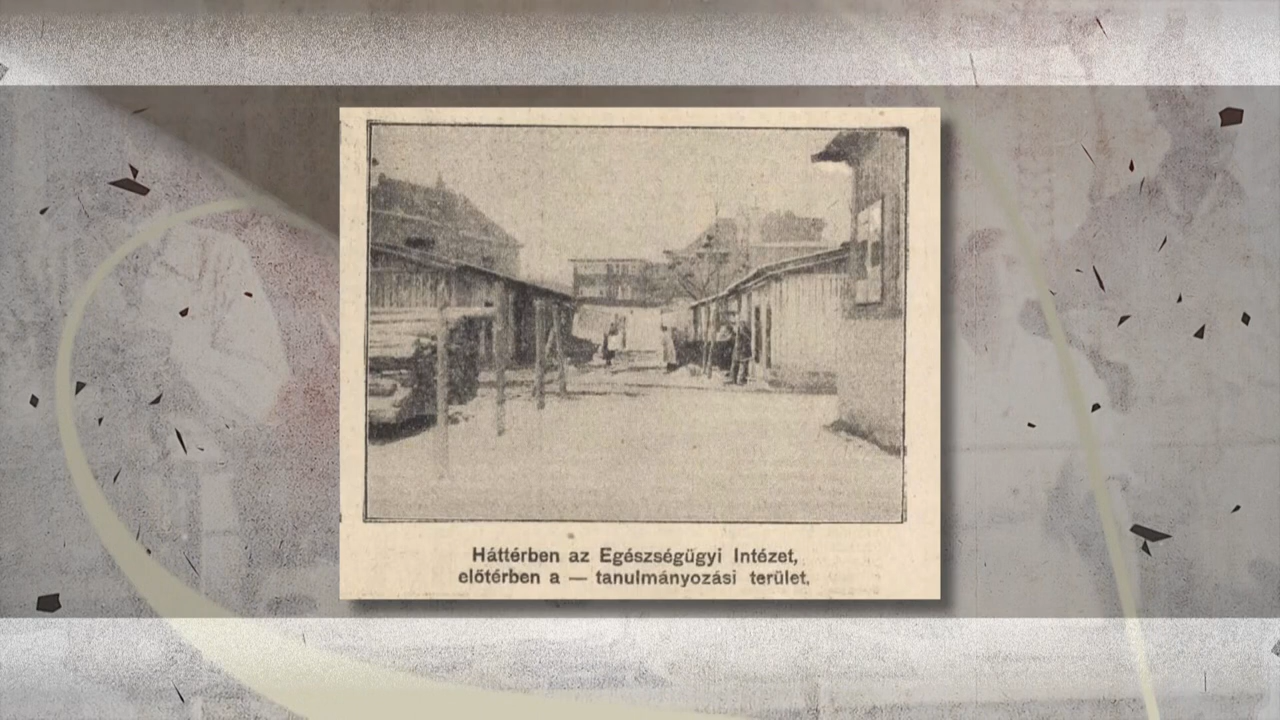 Háttérben az Egészségügyi Intézet,
előtérben a — tanulmányozási terület.